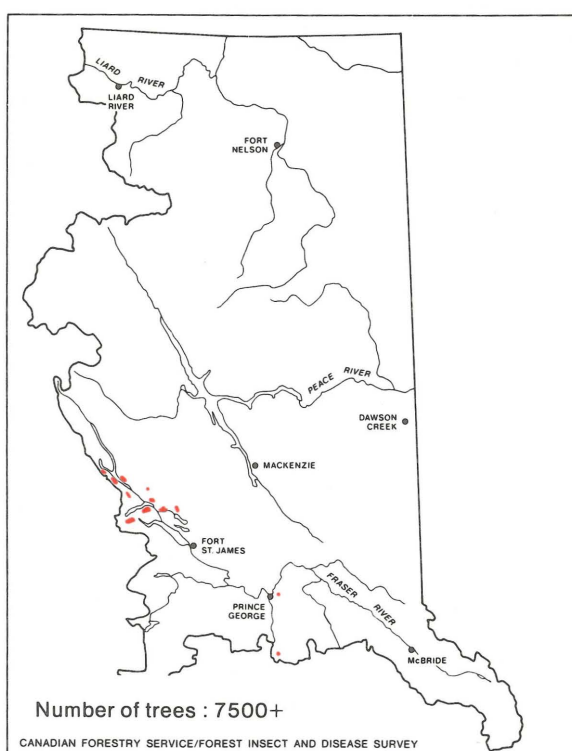 LIARD RIVER
LIARD
RIVER
FORT
NELSON
PEACE RIVER
DAWSON
CREEK
MACKENZIE
FORT
ST. JAMES
FRASER RIVER
PRINCE
GEORGE
McBRIDE
Number of trees : 7500+
CANADIAN FORESTRY SERVICE/FOREST INSECT AND DISEASE SURVEY